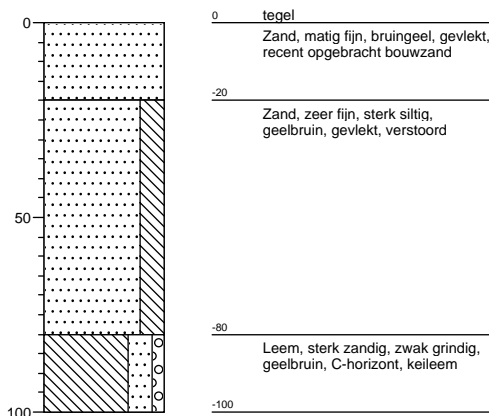 0
0 tegel
Zand, matig fijn, bruingeel, gevlekt,
recent opgebracht bouwzand
-20
Zand, zeer fijn, sterk siltig,
geelbruin, gevlekt, verstoord
50
-80
Leem, sterk zandig, zwak grindig,
geelbruin, C-horizont, keileem
100
-100